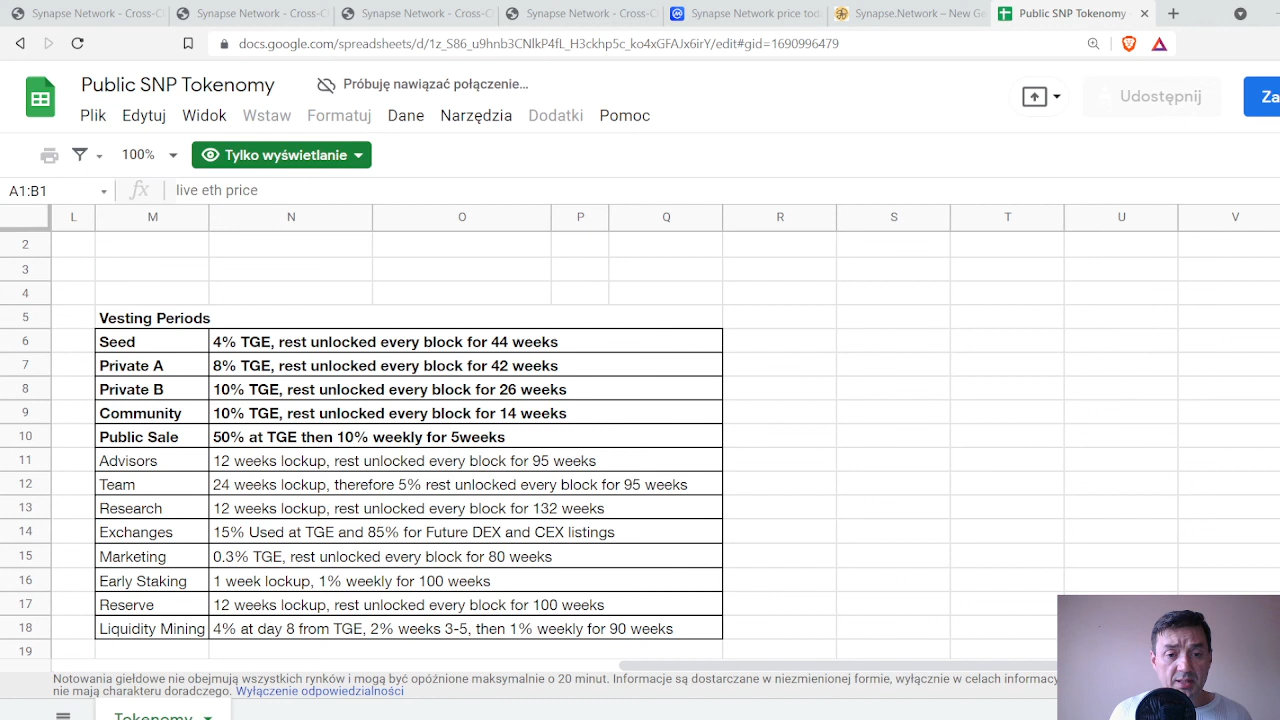 Synapse Network - Cross-C
Synapse Network - Cross-C
Synapse Network - Cross-C
Synapse Network - Cross-C
Synapse Network price tod
Synapse.Network – New Ge
Public SNP Tokenomy
docs.google.com/spreadsheets/d/1z_S86_u9hnb3CNlkP4fL_H3ckhp5c_ko4xGFAJx6irY/edit#gid=1690996479
Public SNP Tokenomy
Próbuję nawiązać połączenie...
Udostępnij
Za
Plik Edytuj Widok Wstaw Formatuj Dane Narzędzia Dodatki Pomoc
100%
Tylko wyświetlanie
A1:B1
fx
live eth price
L M N O P Q R S T U V
2
3
4
5 Vesting Periods
6 Seed 4% TGE, rest unlocked every block for 44 weeks
7 Private A 8% TGE, rest unlocked every block for 42 weeks
8 Private B 10% TGE, rest unlocked every block for 26 weeks
9 Community 10% TGE, rest unlocked every block for 14 weeks
10 Public Sale 50% at TGE then 10% weekly for 5weeks
11 Advisors 12 weeks lockup, rest unlocked every block for 95 weeks
12 Team 24 weeks lockup, therefore 5% rest unlocked every block for 95 weeks
13 Research 12 weeks lockup, rest unlocked every block for 132 weeks
14 Exchanges 15% Used at TGE and 85% for Future DEX and CEX listings
15 Marketing 0.3% TGE, rest unlocked every block for 80 weeks
16 Early Staking 1 week lockup, 1% weekly for 100 weeks
17 Reserve 12 weeks lockup, rest unlocked every block for 100 weeks
18 Liquidity Mining 4% at day 8 from TGE, 2% weeks 3-5, then 1% weekly for 90 weeks
19
Notowania giełdowe nie obejmują wszystkich rynków i mogą być opóźnione maksymalnie o 20 minut. Informacje są dostarczane w niezmienionej formie, wyłącznie w celach informacy
nie mają charakteru doradczego. Wyłączenie odpowiedzialności
Tokenomy